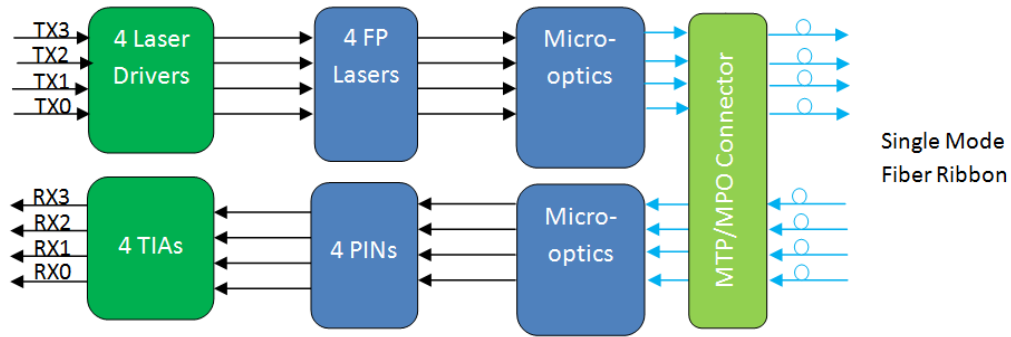 TX3
TX2
TX1
TX0
4 Laser
Drivers
4 FP
Lasers
Micro-
optics
MTP/MPO Connector
Single Mode
Fiber Ribbon
RX3
RX2
RX1
RX0
4 TIAs
4 PINs
Micro-
optics